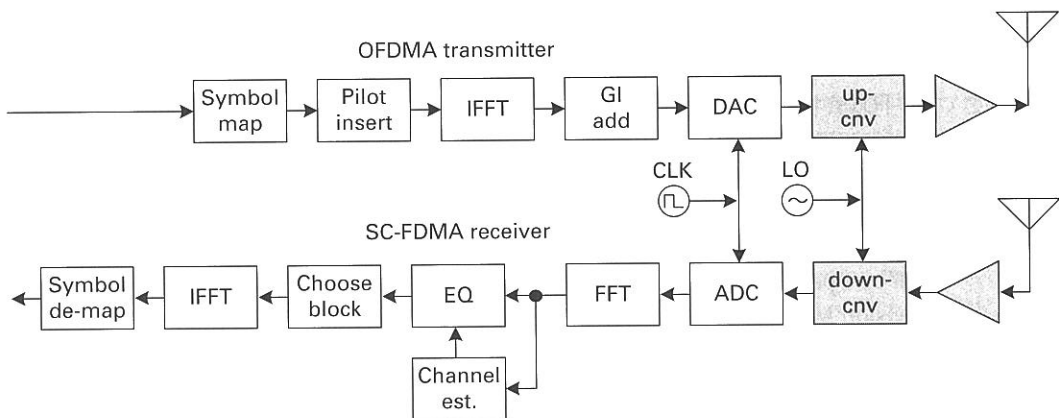 OFDMA transmitter
Symbol
map
Pilot
insert
IFFT
GI
add
DAC
up-
cnv
CLK
LO
SC-FDMA receiver
Symbol
de-map
IFFT
Choose
block
EQ
FFT
ADC
down-
cnv
Channel
est.